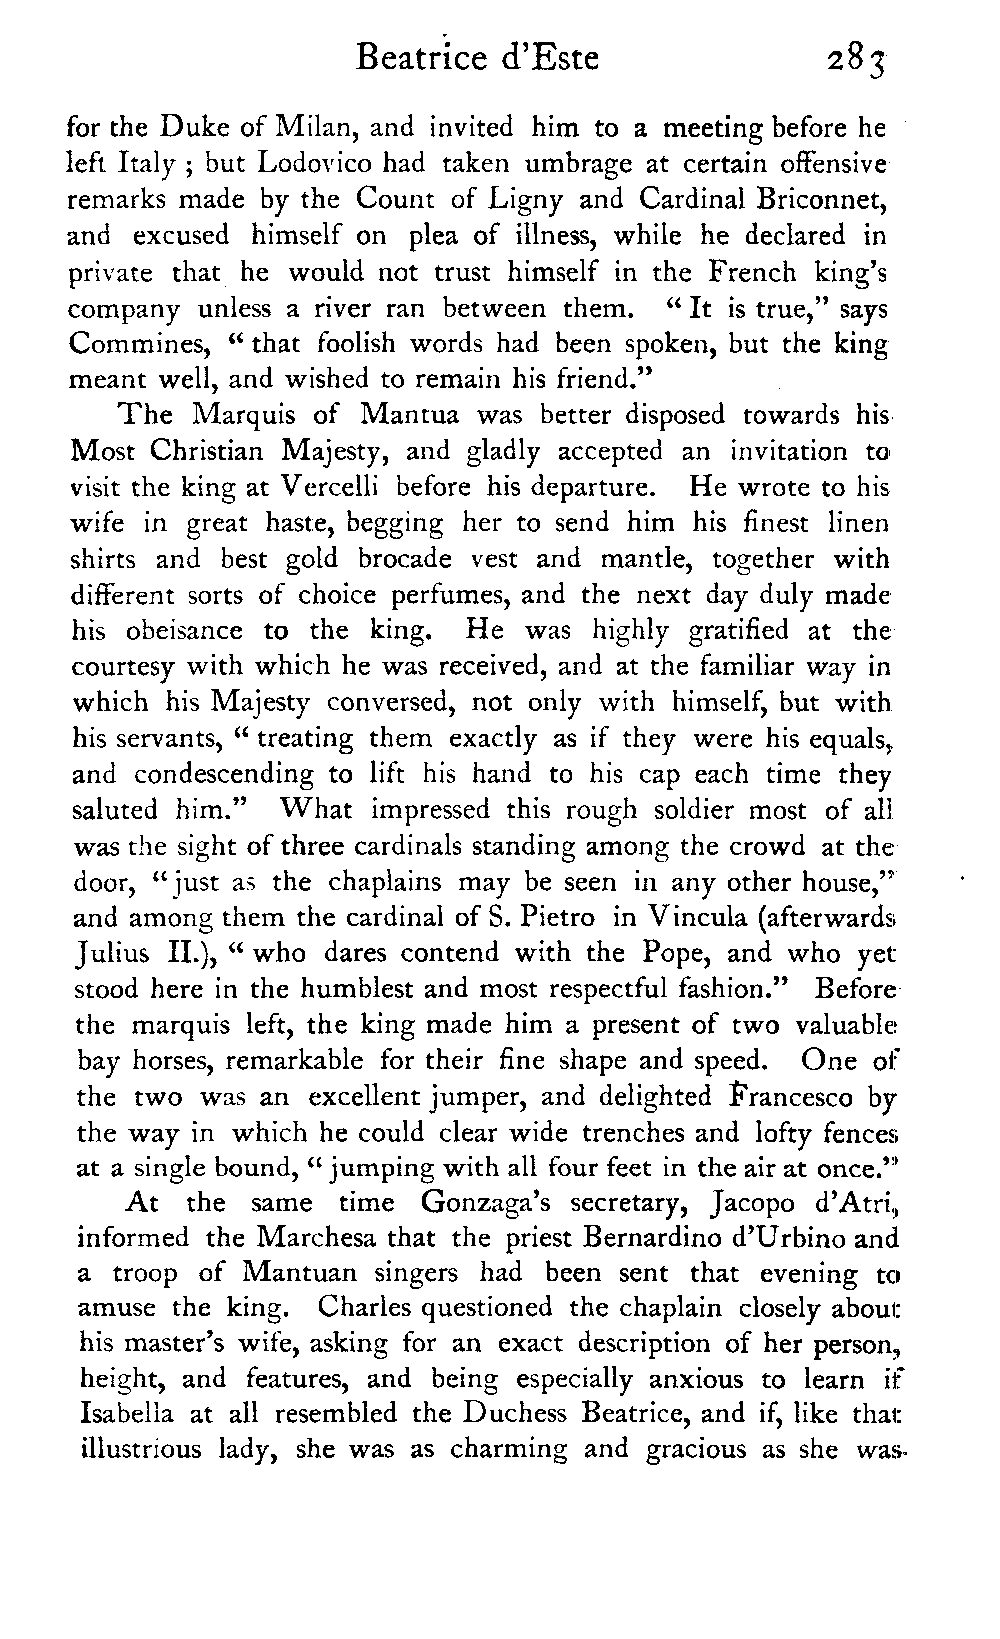 Beatrice d'Este 283
for the Duke of Milan, and invited him to a meeting before he
left Italy ; but Lodovico had taken umbrage at certain offensive
remarks made by the Count of Ligny and Cardinal Briconnet,
and excused himself on plea of illness, while he declared in
private that he would not trust himself in the French king's
company unless a river ran between them. “ It is true,” says
Commines, “ that foolish words had been spoken, but the king
meant well, and wished to remain his friend.”
The Marquis of Mantua was better disposed towards his
Most Christian Majesty, and gladly accepted an invitation to
visit the king at Vercelli before his departure. He wrote to his
wife in great haste, begging her to send him his finest linen
shirts and best gold brocade vest and mantle, together with
different sorts of choice perfumes, and the next day duly made
his obeisance to the king. He was highly gratified at the
courtesy with which he was received, and at the familiar way in
which his Majesty conversed, not only with himself, but with
his servants, “ treating them exactly as if they were his equals,
and condescending to lift his hand to his cap each time they
saluted him.” What impressed this rough soldier most of all
was the sight of three cardinals standing among the crowd at the
door, “ just as the chaplains may be seen in any other house,”
and among them the cardinal of S. Pietro in Vincula (afterwards
Julius II.), “ who dares contend with the Pope, and who yet
stood here in the humblest and most respectful fashion.” Before
the marquis left, the king made him a present of two valuable
bay horses, remarkable for their fine shape and speed. One of
the two was an excellent jumper, and delighted Francesco by
the way in which he could clear wide trenches and lofty fences
at a single bound, “ jumping with all four feet in the air at once.”
At the same time Gonzaga's secretary, Jacopo d'Atri,
informed the Marchesa that the priest Bernardino d'Urbino and
a troop of Mantuan singers had been sent that evening to
amuse the king. Charles questioned the chaplain closely about
his master's wife, asking for an exact description of her person,
height, and features, and being especially anxious to learn if
Isabella at all resembled the Duchess Beatrice, and if, like that
illustrious lady, she was as charming and gracious as she was